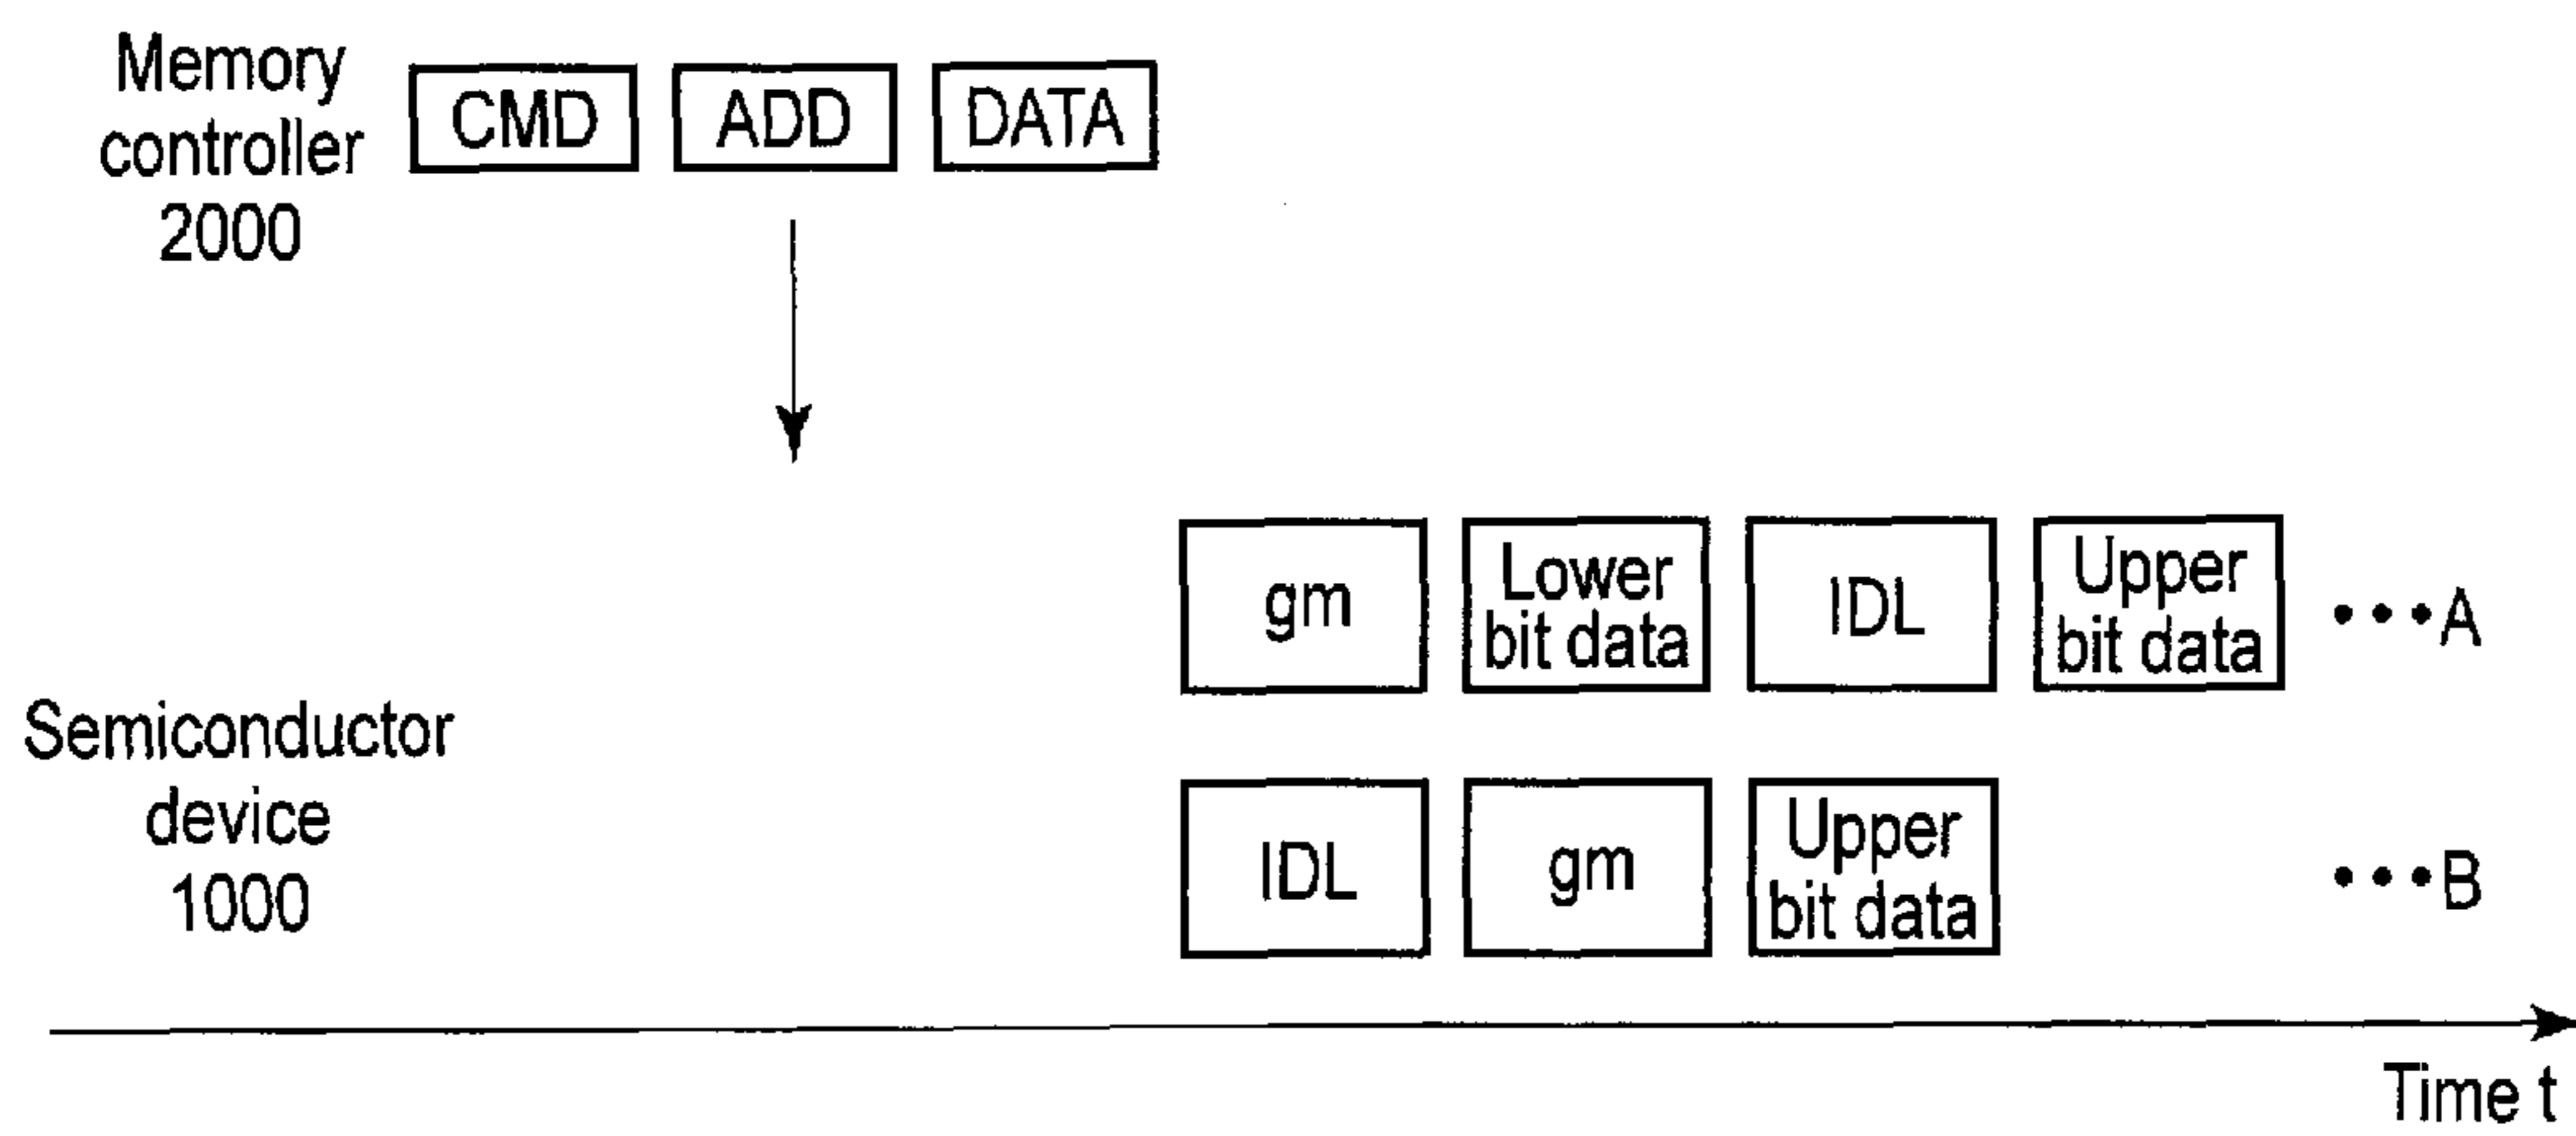 Memory
controller
2000
CMD ADD DATA
gm
Lower
bit data
IDL
Upper
bit data
•••A
Semiconductor
device
1000
IDL
gm
Upper
bit data
•••B
Time t